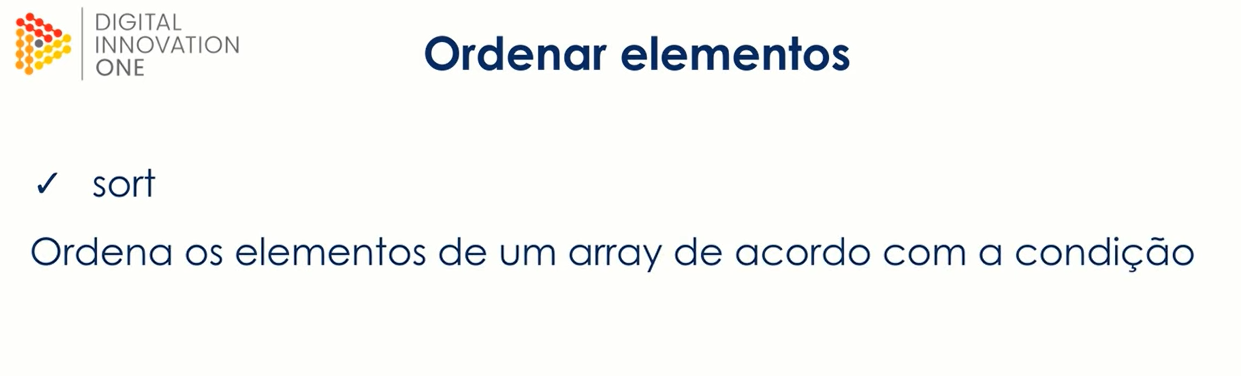 DIGITAL
INNOVATION
ONE
Ordenar elementos
✓ sort
Ordena os elementos de um array de acordo com a condição